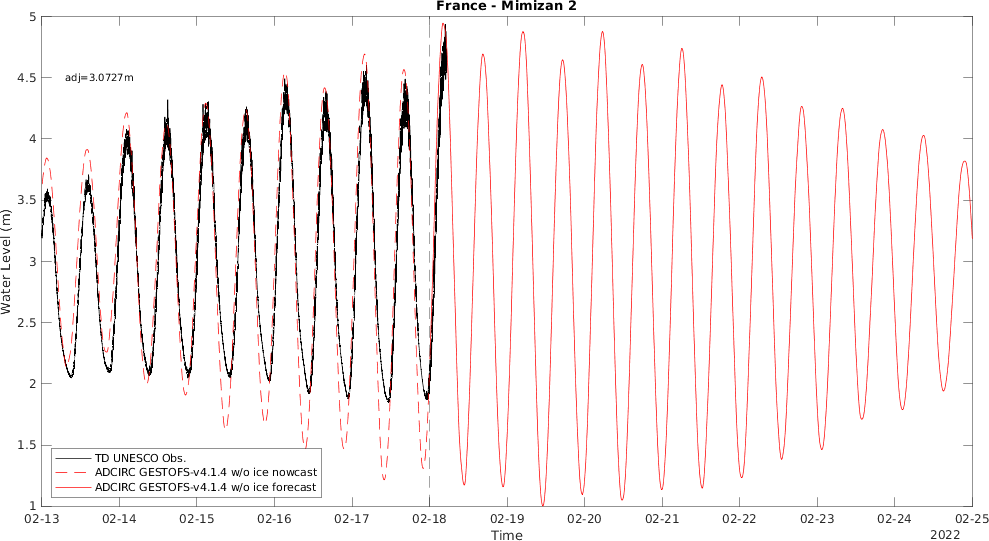 France - Mimizan 2
adj=3.0727m
5
4.5
4
3.5
3
2.5
2
1.5
1
Water Level (m)
TD UNESCO Obs.
ADCIRC GESTOFS-v4.1.4 w/o ice nowcast
ADCIRC GESTOFS-v4.1.4 w/o ice forecast
02-13 02-14 02-15 02-16 02-17 02-18 02-19 02-20 02-21 02-22 02-23 02-24 02-25
Time
2022